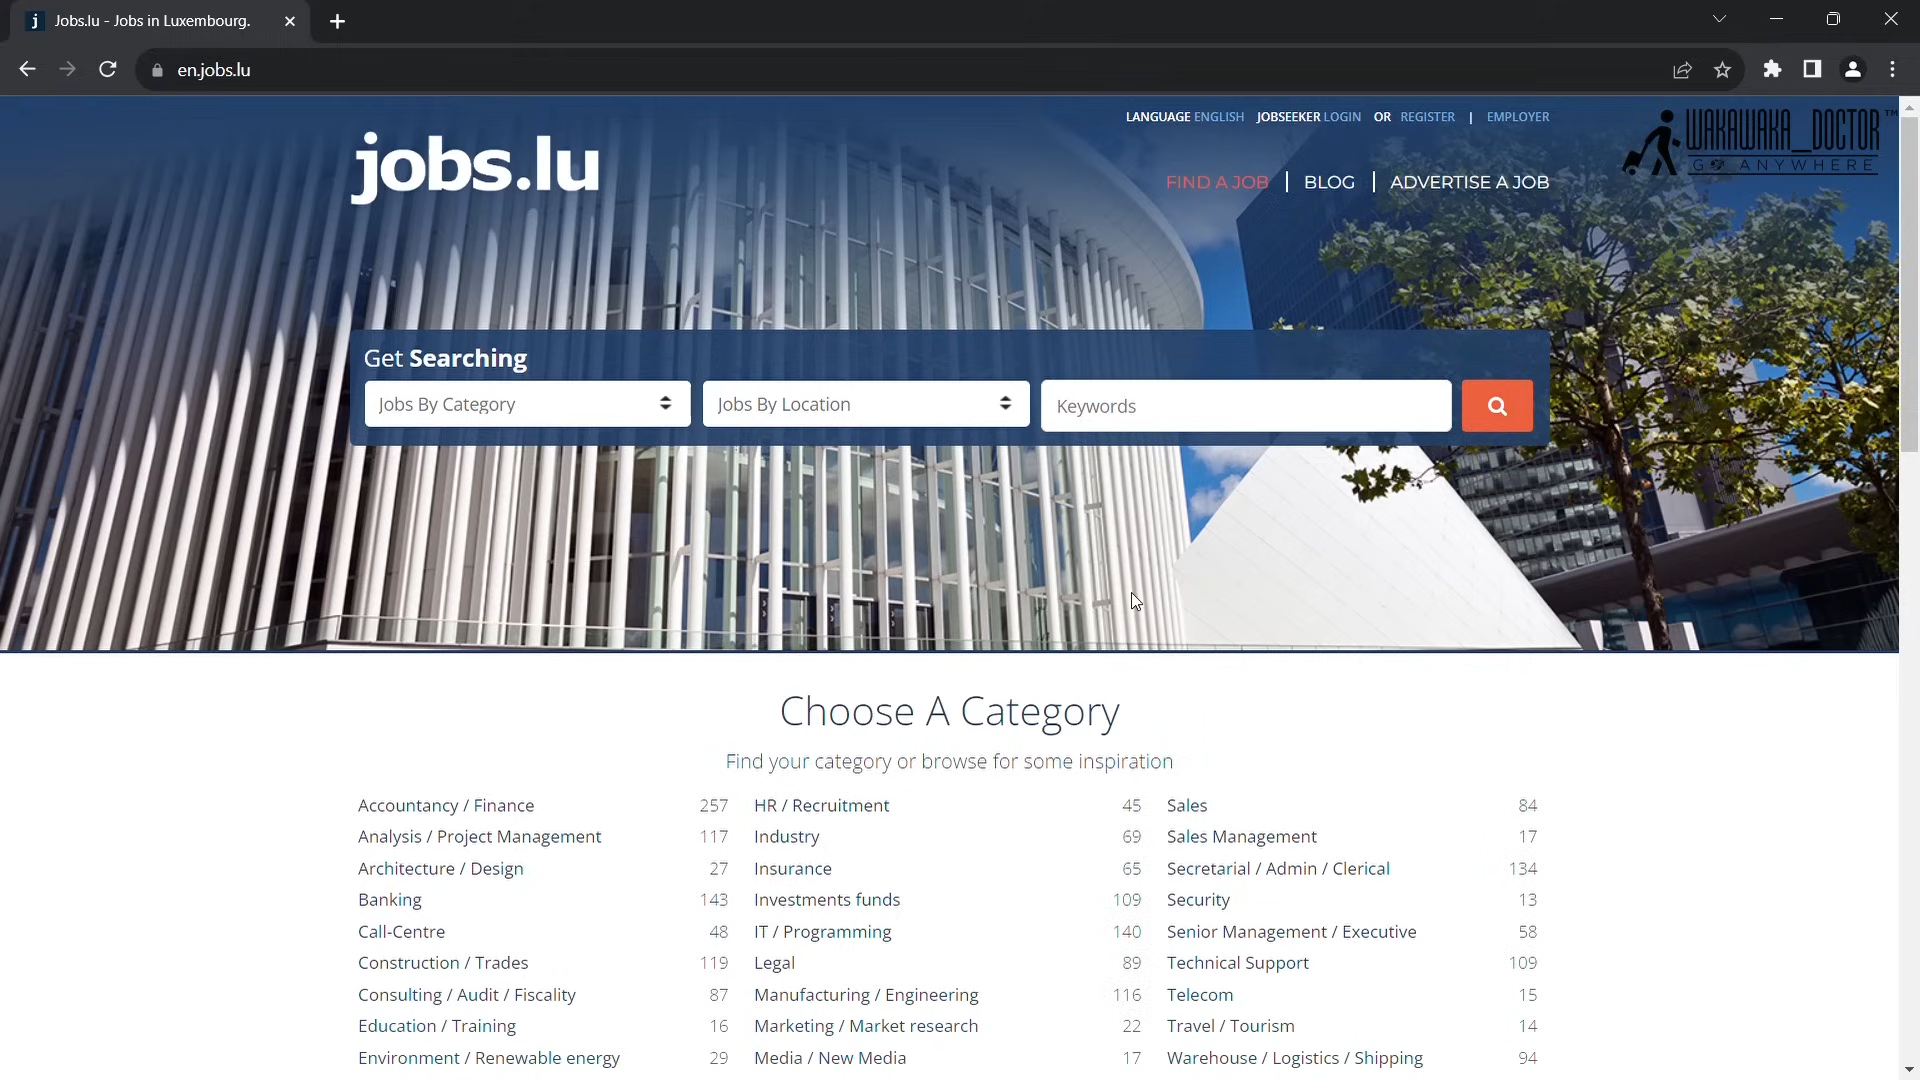 Jobs.lu - Jobs in Luxembourg.
en.jobs.lu
LANGUAGE ENGLISH JOBSEEKER LOGIN OR REGISTER | EMPLOYER
WAKAWAKA_DOCTOR™
GO ANYWHERE
jobs.lu
FIND A JOB | BLOG | ADVERTISE A JOB
Get Searching
Jobs By Category
Jobs By Location
Keywords
Choose A Category
Find your category or browse for some inspiration
Accountancy / Finance 257 HR / Recruitment 45 Sales 84
Analysis / Project Management 117 Industry 69 Sales Management 17
Architecture / Design 27 Insurance 65 Secretarial / Admin / Clerical 134
Banking 143 Investments funds 109 Security 13
Call-Centre 48 IT / Programming 140 Senior Management / Executive 58
Construction / Trades 119 Legal 89 Technical Support 109
Consulting / Audit / Fiscality 87 Manufacturing / Engineering 116 Telecom 15
Education / Training 16 Marketing / Market research 22 Travel / Tourism 14
Environment / Renewable energy 29 Media / New Media 17 Warehouse / Logistics / Shipping 94